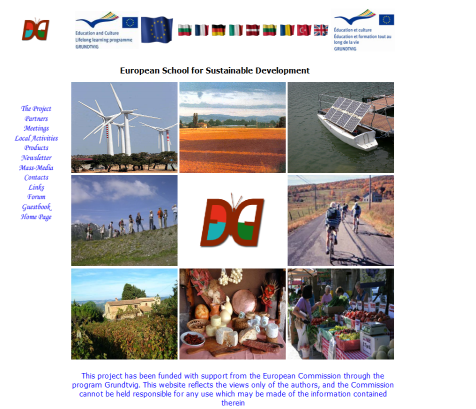 Education and Culture
Lifelong learning programme
GRUNDTVIG
Education et culture
Éducation et formation tout au
long de la vie
GRUNDTVIG
European School for Sustainable Development
The Project
Partners
Meetings
Local Activities
Products
Newsletter
Mass-Media
Contacts
Links
Forum
Guestbook
Home Page
This project has been funded with support from the European Commission through the
program Grundtvig. This website reflects the views only of the authors, and the Commission
cannot be held responsible for any use which may be made of the information contained
therein